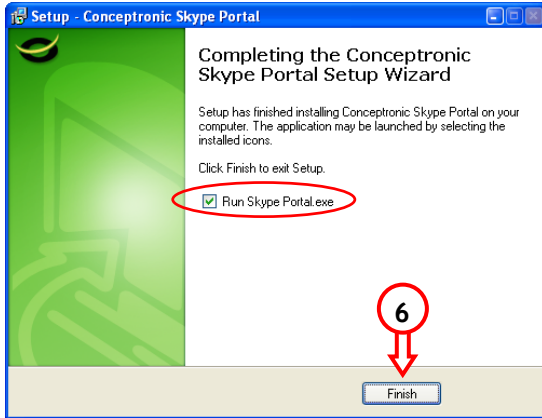 Setup - Conceptronic Skype Portal
Completing the Conceptronic
Skype Portal Setup Wizard
Setup has finished installing Conceptronic Skype Portal on your
computer. The application may be launched by selecting the
installed icons.
Click Finish to exit Setup.
Run Skype Portal.exe
6
Finish